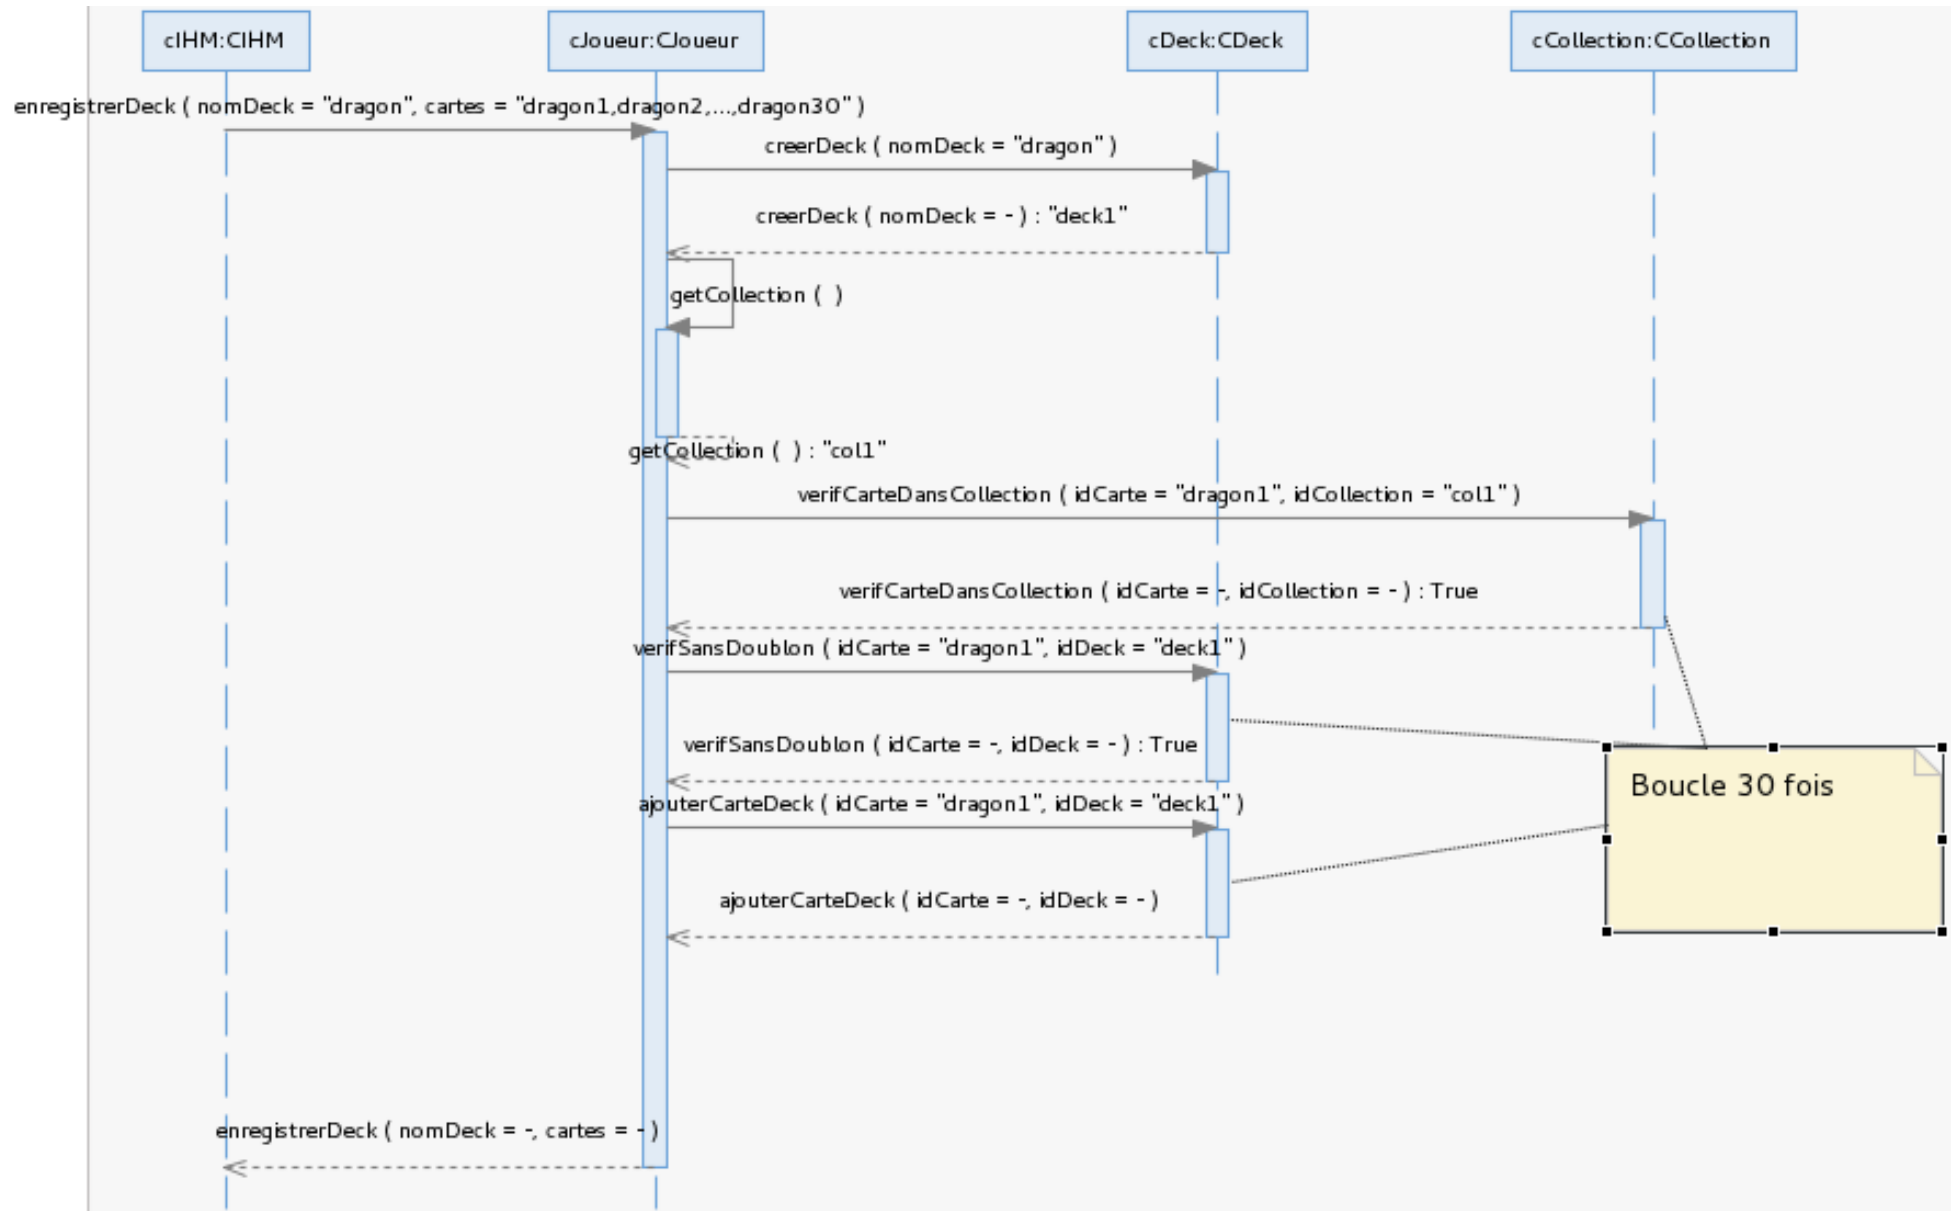 cIHM:CIHM
cJoueur:CJoueur
cDeck:CDeck
cCollection:CCollection
enregistrerDeck ( nomDeck = "dragon", cartes = "dragon1,dragon2,...,dragon30" )
creerDeck ( nomDeck = "dragon" )
creerDeck ( nomDeck = - ) : "deck1"
getCollection (  )
getCollection (  ) : "col1"
verifCarteDansCollection ( idCarte = "dragon1", idCollection = "col1" )
verifCarteDansCollection ( idCarte = -, idCollection = - ) : True
verifSansDoublon ( idCarte = "dragon1", idDeck = "deck1" )
verifSansDoublon ( idCarte = -, idDeck = - ) : True
Boucle 30 fois
ajouterCarteDeck ( idCarte = "dragon1", idDeck = "deck1" )
ajouterCarteDeck ( idCarte = -, idDeck = - )
enregistrerDeck ( nomDeck = -, cartes = - )